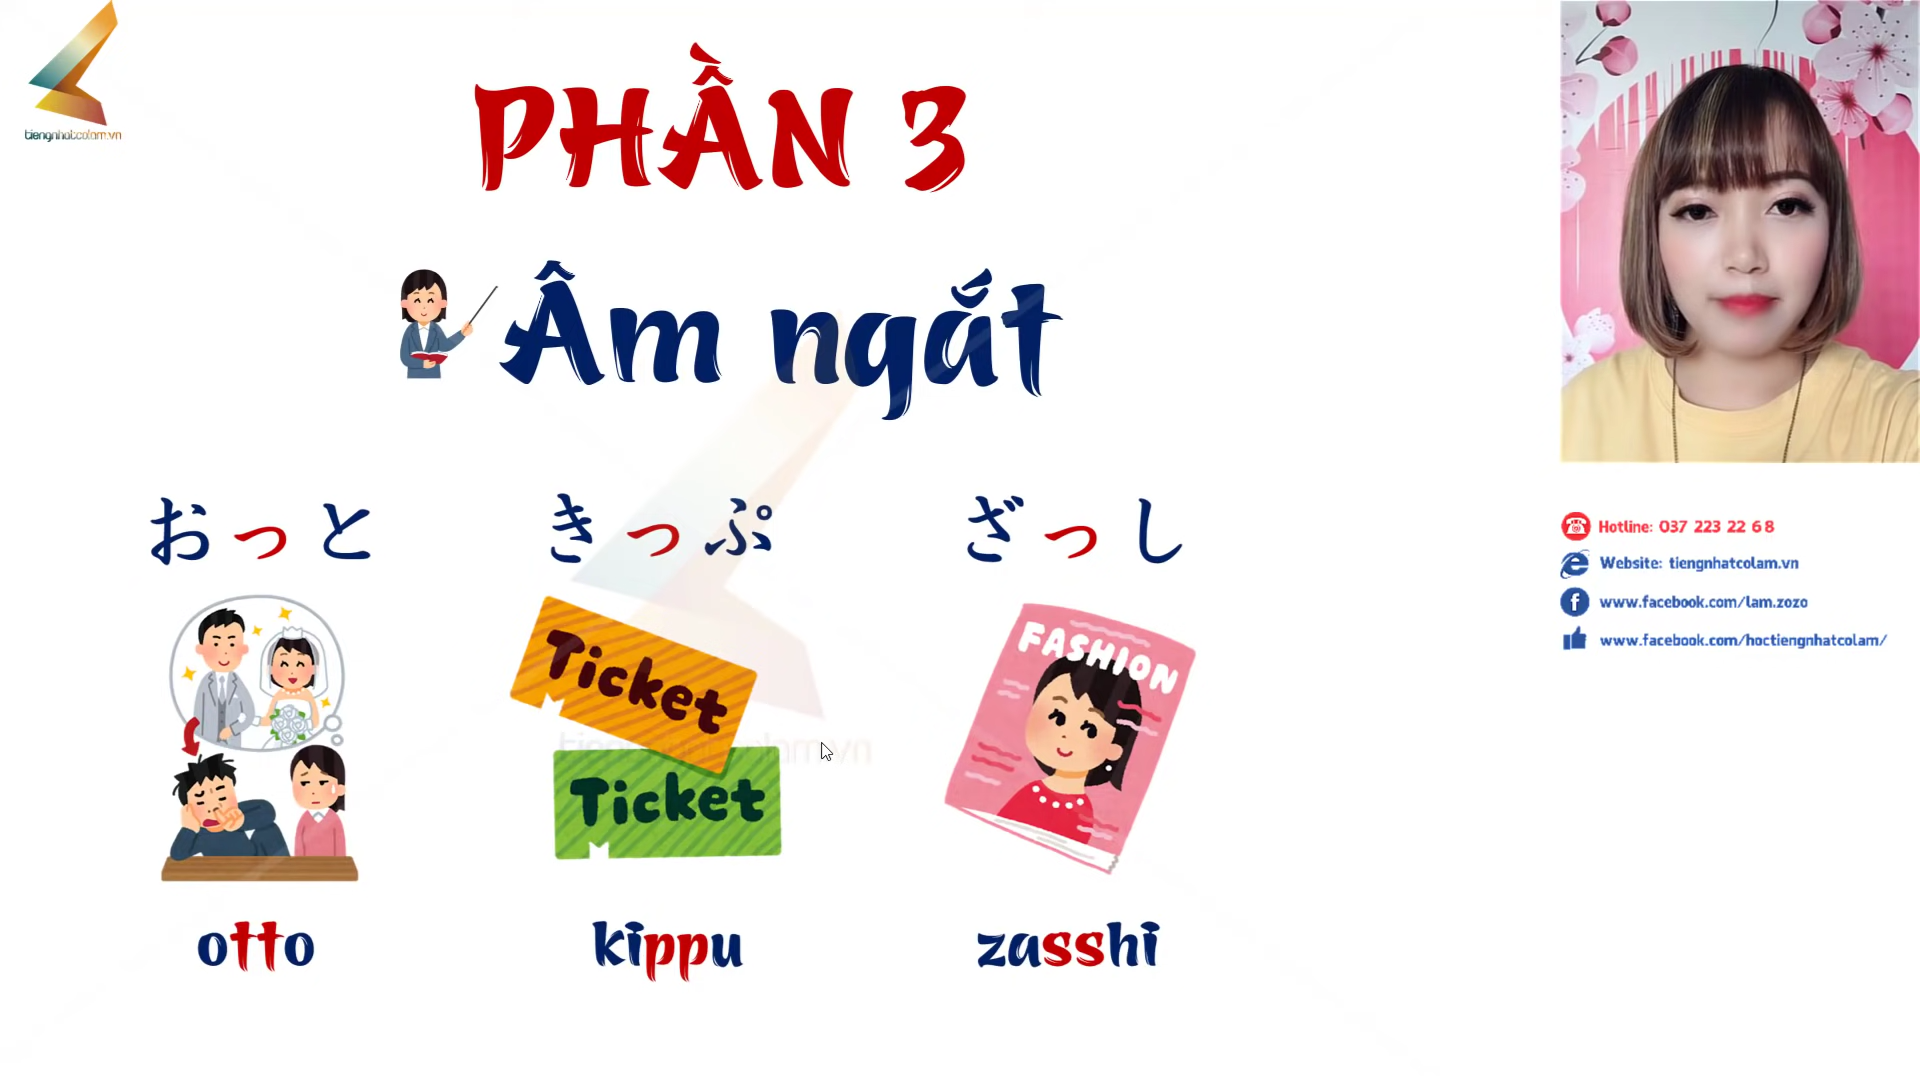 tiengnhatcolam.vn
PHẦN 3
Âm ngắt
おっと きっぷ ざっし
Ticket
Ticket
FASHION
tiengnhatcolam.vn
otto kippu zasshi
Hotline: 037 223 22 68
Website: tiengnhatcolam.vn
www.facebook.com/lam.zozo
www.facebook.com/hoctiengnhatcolam/